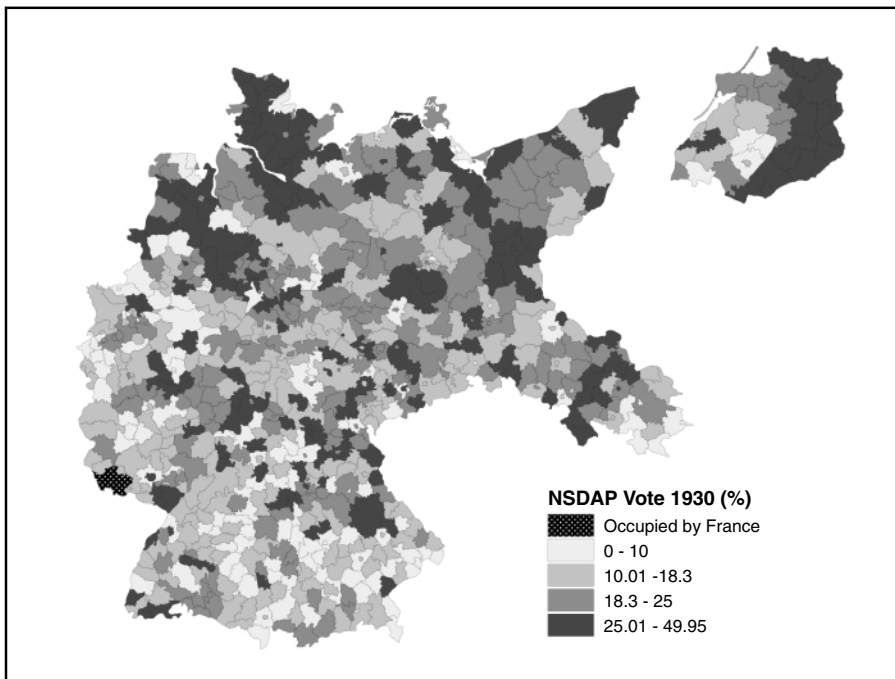 NSDAP Vote 1930 (%)
Occupied by France
0 - 10
10.01 -18.3
18.3 - 25
25.01 - 49.95